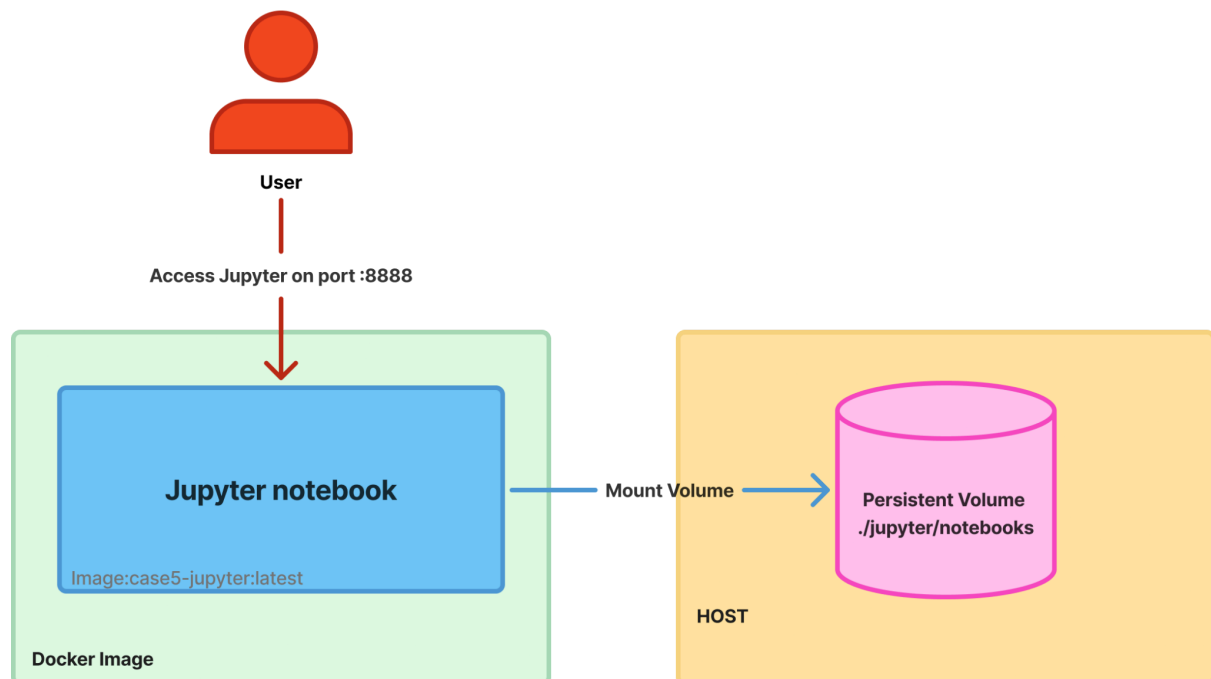 User
Access Jupyter on port :8888
Jupyter notebook
Image:case5-jupyter:latest
Docker Image
Mount Volume
Persistent Volume
./jupyter/notebooks
HOST